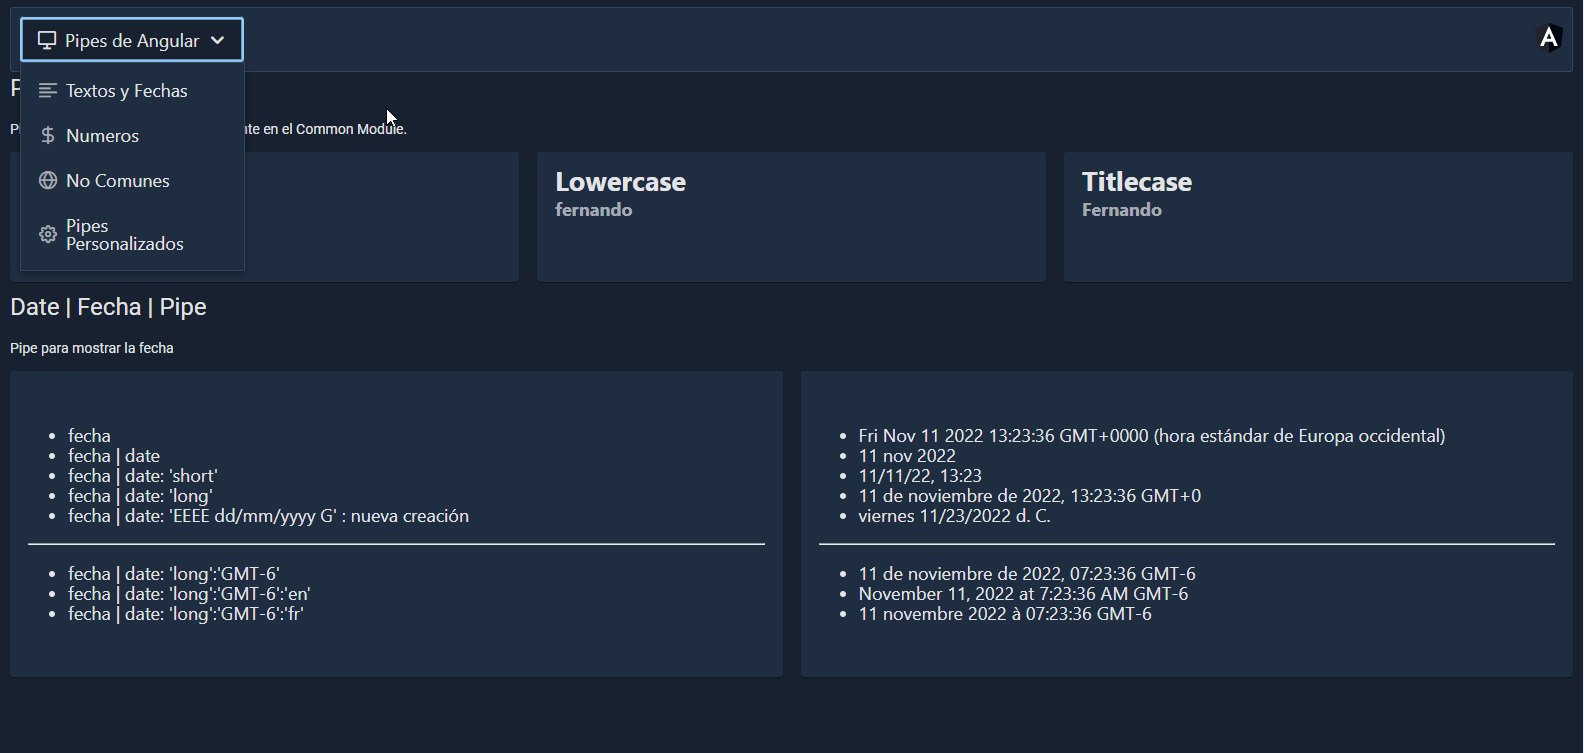 Pipes de Angular
Textos y Fechas
Numeros
No Comunes
Pipes
Personalizados
en el Common Module.
Lowercase
fernando
Titlecase
Fernando
Date | Fecha | Pipe
Pipe para mostrar la fecha
fecha
fecha | date
fecha | date: 'short'
fecha | date: 'long'
fecha | date: 'EEEE dd/mm/yyyy G' : nueva creación
fecha | date: 'long':'GMT-6'
fecha | date: 'long':'GMT-6':'en'
fecha | date: 'long':'GMT-6':'fr'
Fri Nov 11 2022 13:23:36 GMT+0000 (hora estándar de Europa occidental)
11 nov 2022
11/11/22, 13:23
11 de noviembre de 2022, 13:23:36 GMT+0
viernes 11/23/2022 d. C.
11 de noviembre de 2022, 07:23:36 GMT-6
November 11, 2022 at 7:23:36 AM GMT-6
11 novembre 2022 à 07:23:36 GMT-6